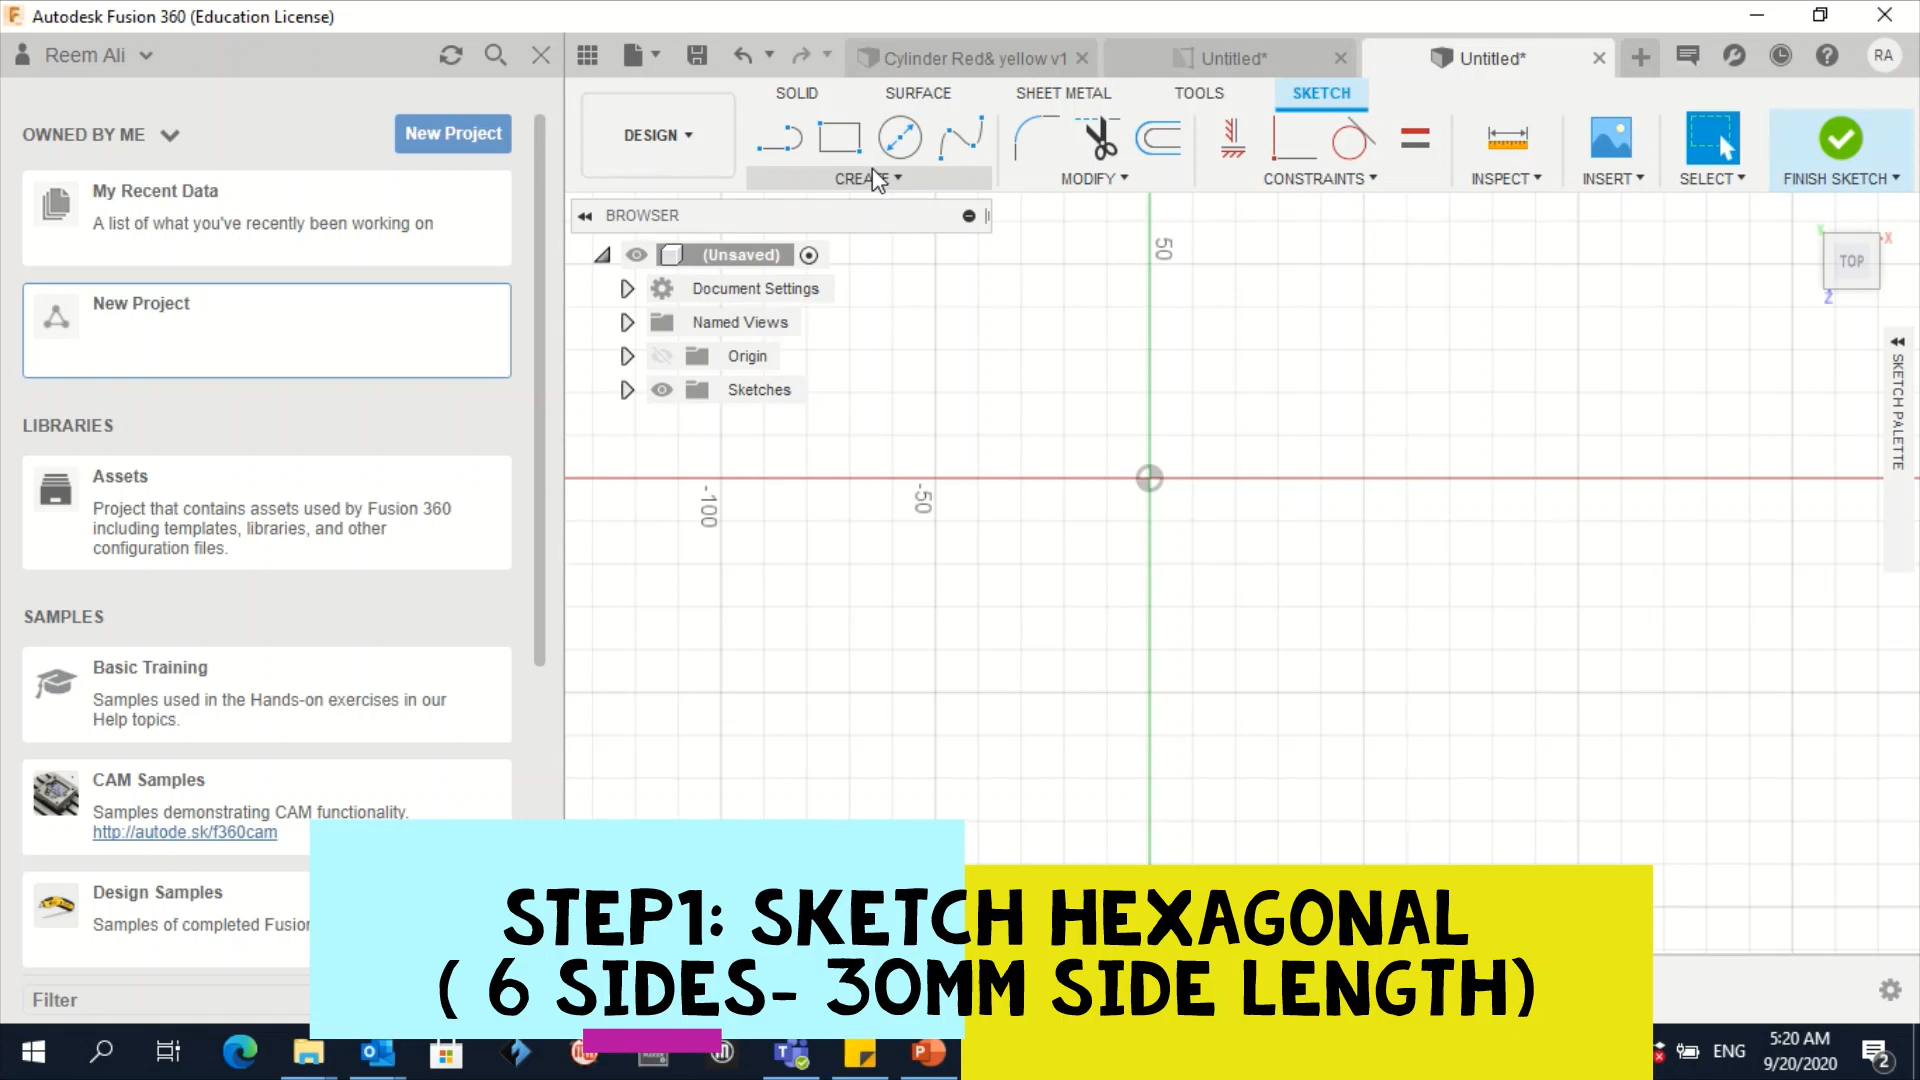 Autodesk Fusion 360 (Education License)
Reem Ali
Cylinder Red& yellow v1
Untitled*
Untitled*
RA
SOLID
SURFACE
SHEET METAL
TOOLS
SKETCH
DESIGN
CREATE
MODIFY
CONSTRAINTS
INSPECT
INSERT
SELECT
FINISH SKETCH
OWNED BY ME
New Project
My Recent Data
A list of what you've recently been working on
New Project
LIBRARIES
Assets
Project that contains assets used by Fusion 360
including templates, libraries, and other
configuration files.
SAMPLES
Basic Training
Samples used in the Hands-on exercises in our
Help topics.
CAM Samples
Samples demonstrating CAM functionality.
http://autode.sk/f360cam
Design Samples
Samples of completed Fusion
Filter
BROWSER
(Unsaved)
Document Settings
Named Views
Origin
Sketches
50
-100
-50
TOP
X
Z
SKETCH PALETTE
STEP1: SKETCH HEXAGONAL
( 6 SIDES- 30MM SIDE LENGTH)
ENG
5:20 AM
9/20/2020
2